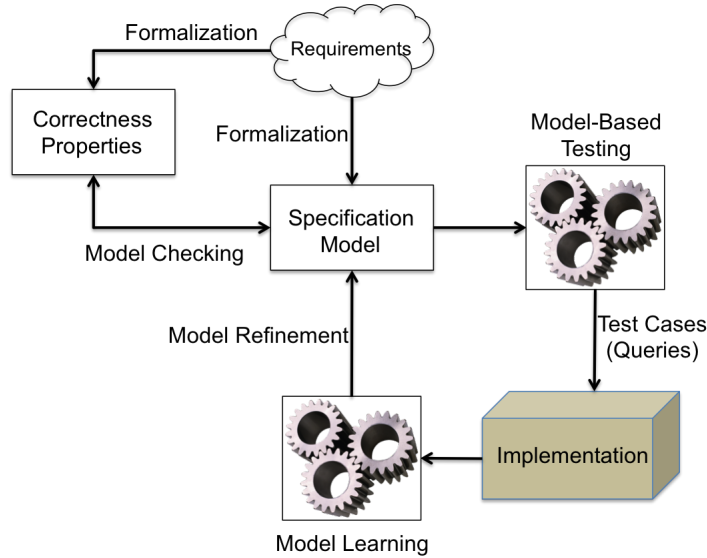 Formalization
Requirements
Correctness
Properties
Formalization
Model-Based
Testing
Specification
Model
Model Checking
Model Refinement
Test Cases
(Queries)
Implementation
Model Learning